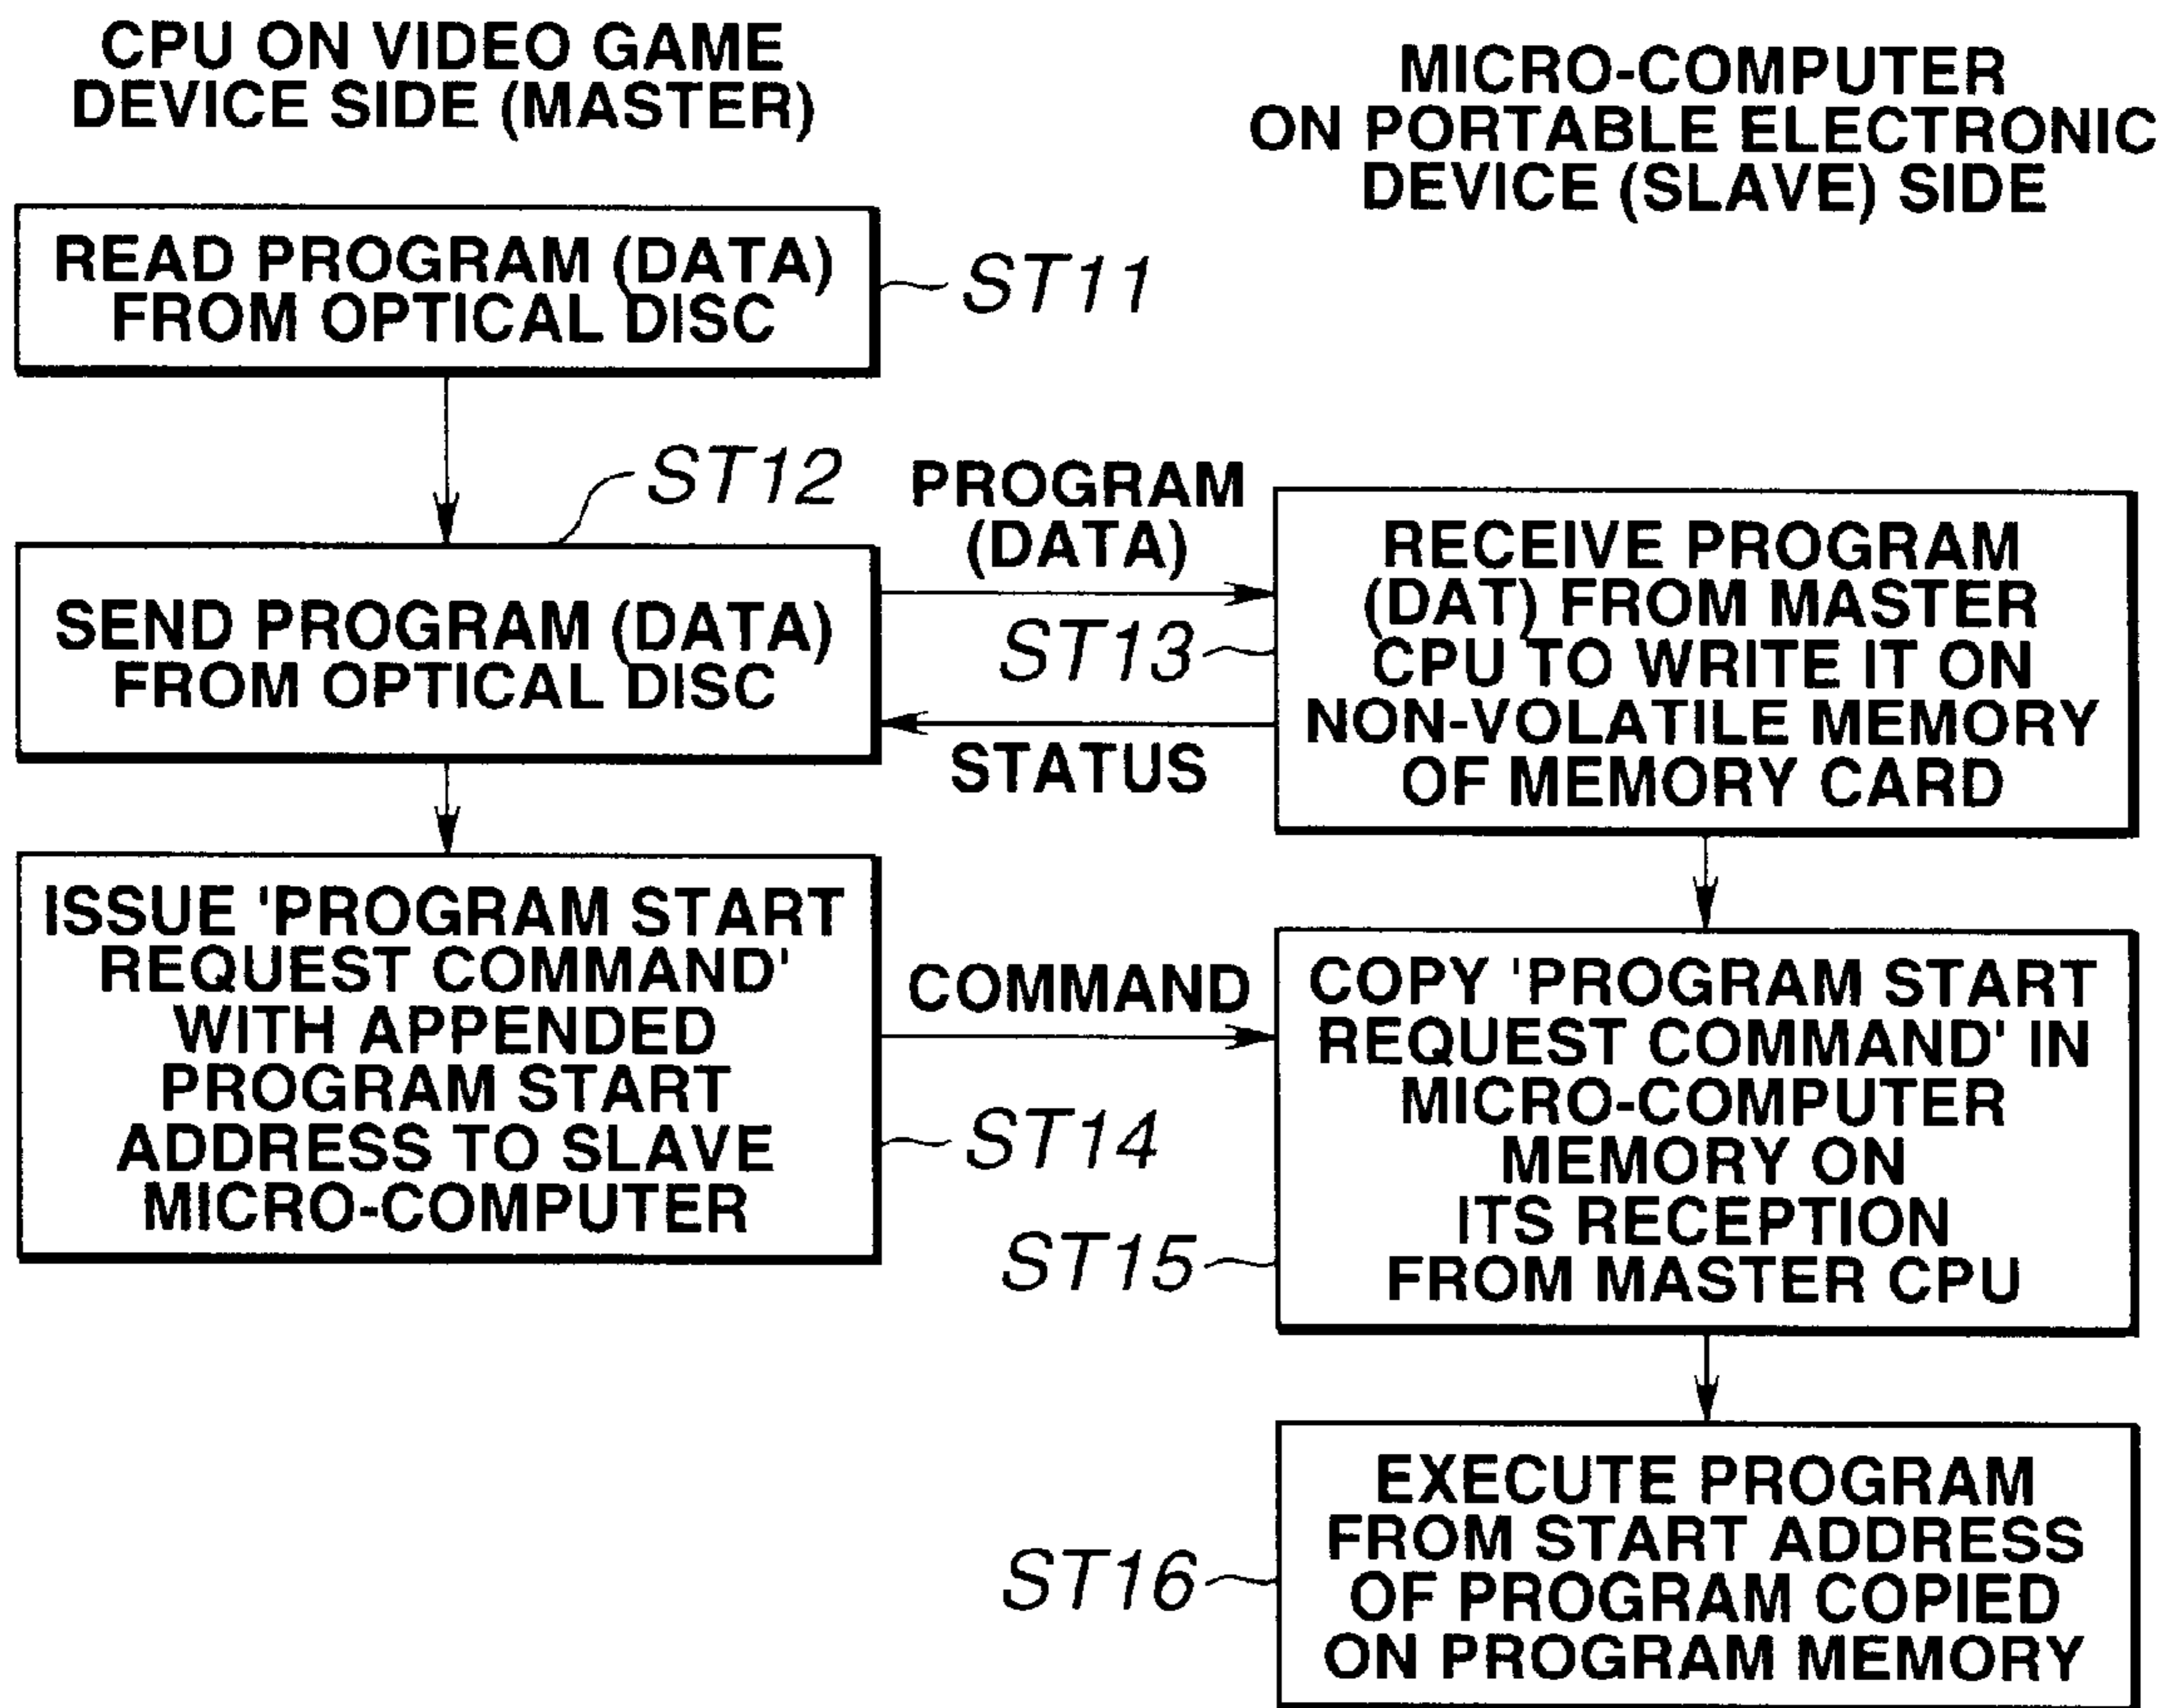 CPU ON VIDEO GAME
DEVICE SIDE (MASTER)
MICRO-COMPUTER
ON PORTABLE ELECTRONIC
DEVICE (SLAVE) SIDE
READ PROGRAM (DATA)
FROM OPTICAL DISC
ST11
ST12
SEND PROGRAM (DATA)
FROM OPTICAL DISC
PROGRAM
(DATA)
ST13
STATUS
RECEIVE PROGRAM
(DAT) FROM MASTER
CPU TO WRITE IT ON
NON-VOLATILE MEMORY
OF MEMORY CARD
ISSUE 'PROGRAM START
REQUEST COMMAND'
WITH APPENDED
PROGRAM START
ADDRESS TO SLAVE
MICRO-COMPUTER
COMMAND
ST14
ST15
COPY 'PROGRAM START
REQUEST COMMAND' IN
MICRO-COMPUTER
MEMORY ON
ITS RECEPTION
FROM MASTER CPU
ST16
EXECUTE PROGRAM
FROM START ADDRESS
OF PROGRAM COPIED
ON PROGRAM MEMORY